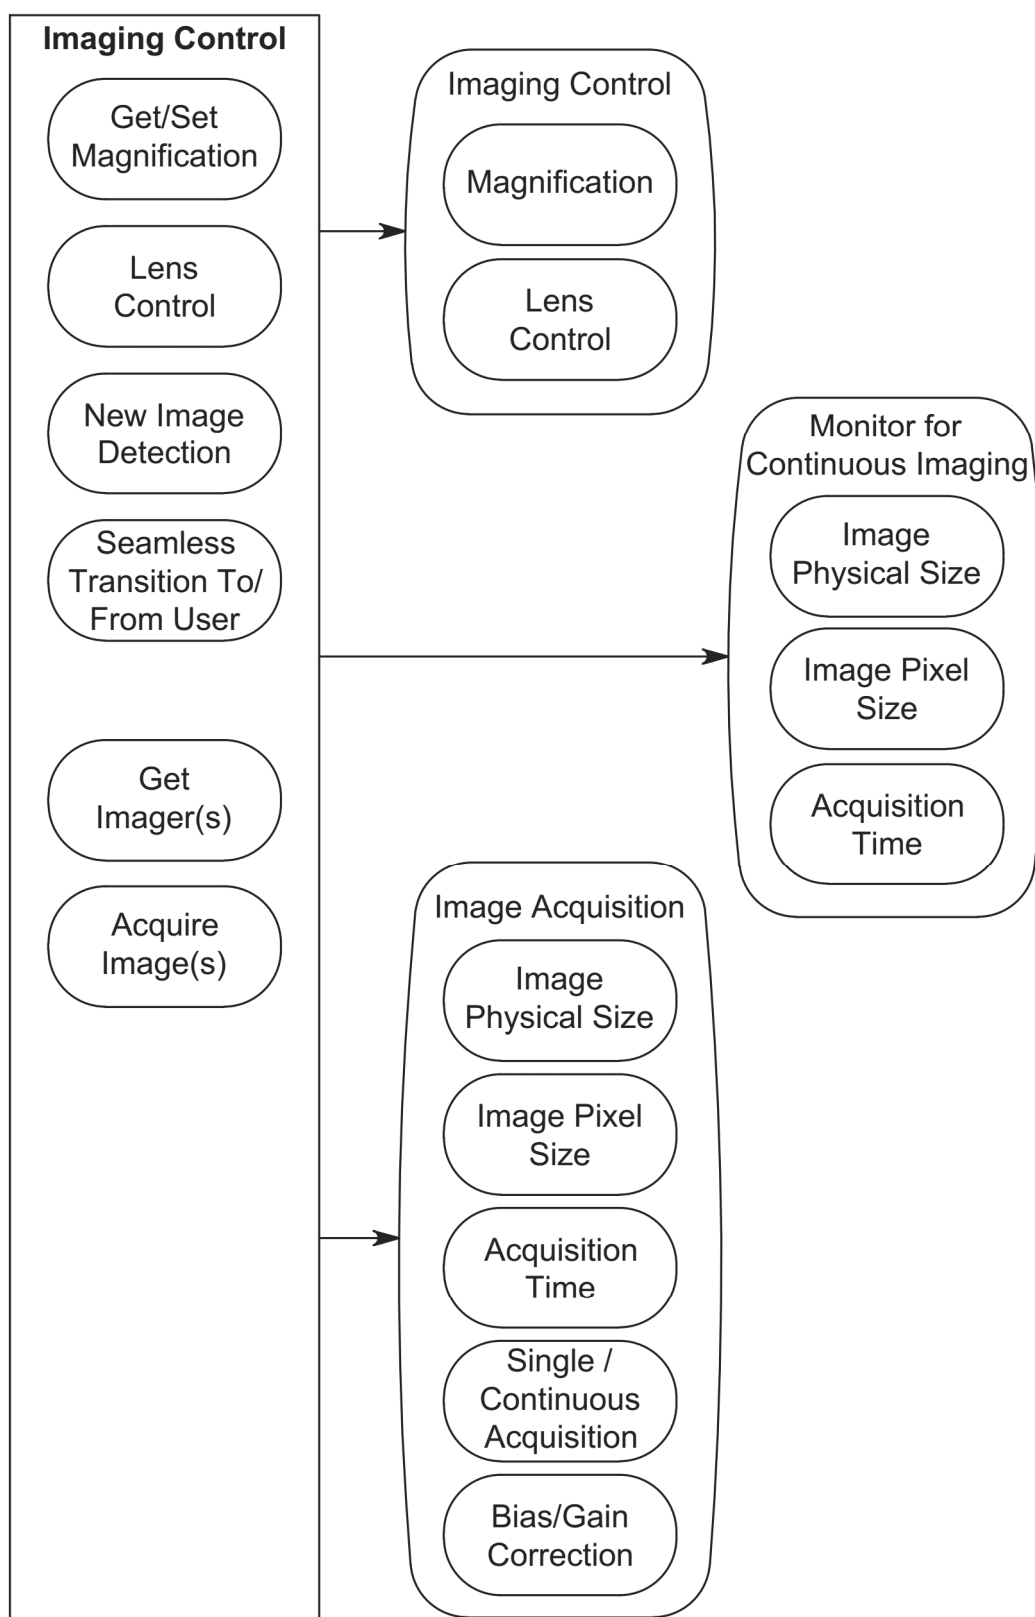 Imaging Control
Get/Set
Magnification
Lens
Control
New Image
Detection
Seamless
Transition To/
From User
Get
Imager(s)
Acquire
Image(s)
Imaging Control
Magnification
Lens
Control
Monitor for
Continuous Imaging
Image
Physical Size
Image Pixel
Size
Acquisition
Time
Image Acquisition
Image
Physical Size
Image Pixel
Size
Acquisition
Time
Single /
Continuous
Acquisition
Bias/Gain
Correction